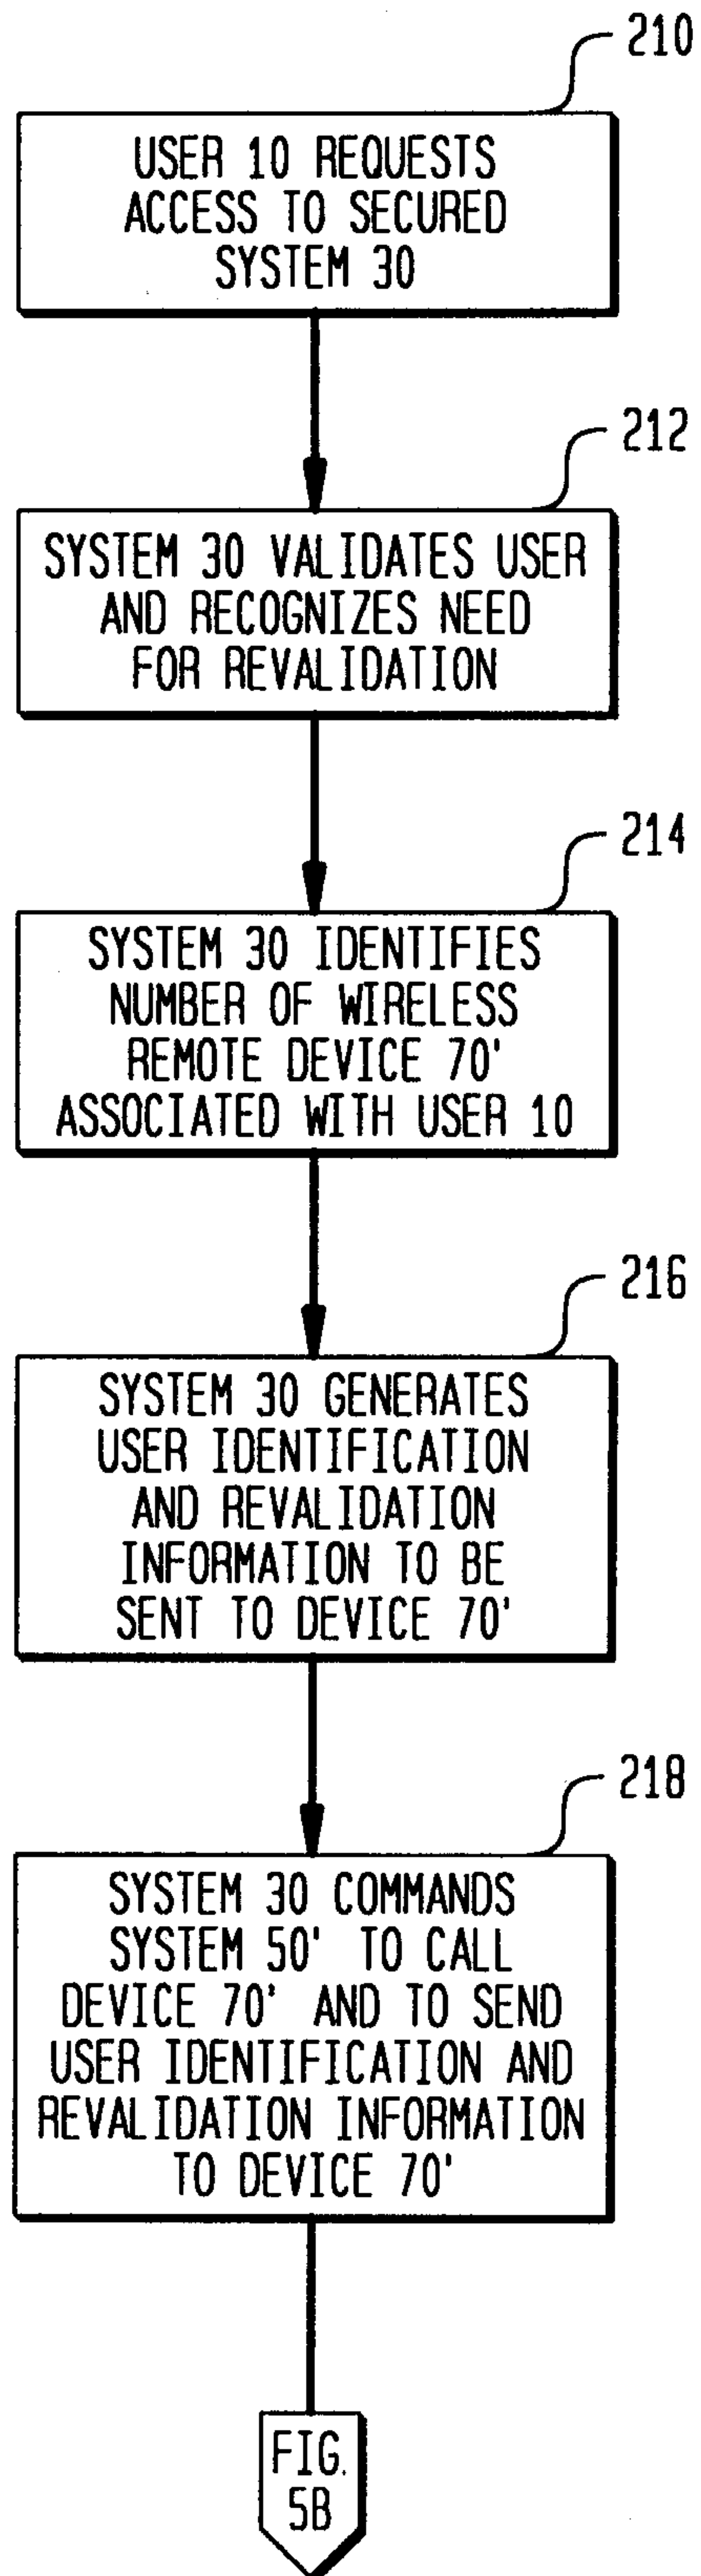 210
USER 10 REQUESTS
ACCESS TO SECURED
SYSTEM 30
212
SYSTEM 30 VALIDATES USER
AND RECOGNIZES NEED
FOR REVALIDATION
214
SYSTEM 30 IDENTIFIES
NUMBER OF WIRELESS
REMOTE DEVICE 70'
ASSOCIATED WITH USER 10
216
SYSTEM 30 GENERATES
USER IDENTIFICATION
AND REVALIDATION
INFORMATION TO BE
SENT TO DEVICE 70'
218
SYSTEM 30 COMMANDS
SYSTEM 50' TO CALL
DEVICE 70' AND TO SEND
USER IDENTIFICATION AND
REVALIDATION INFORMATION
TO DEVICE 70'
FIG.
5B